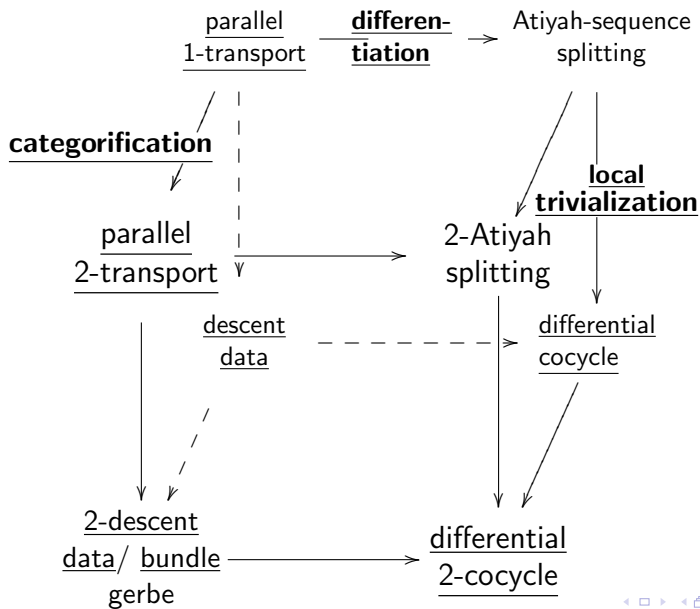 parallel
1-transport
differen-
tiation
Atiyah-sequence
splitting
categorification
local
trivialization
parallel
2-transport
2-Atiyah
splitting
descent
data
differential
cocycle
2-descent
data/ bundle
gerbe
differential
2-cocycle